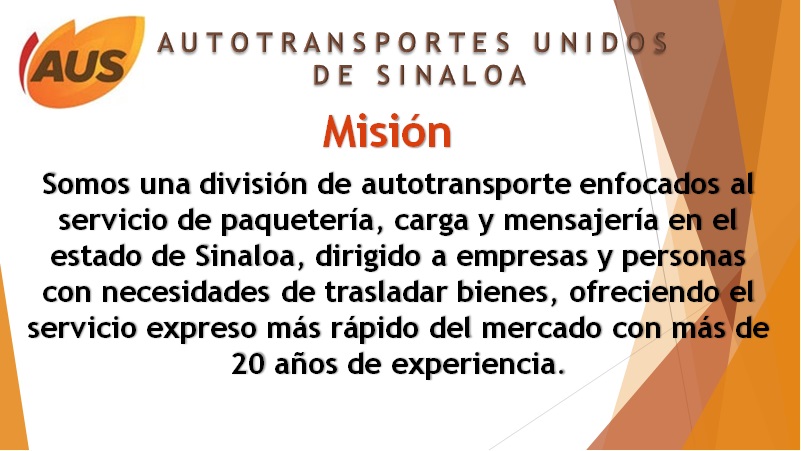 AUS
AUTOTRANSPORTES UNIDOS
DE SINALOA
Misión
Somos una división de autotransporte enfocados al
servicio de paquetería, carga y mensajería en el
estado de Sinaloa, dirigido a empresas y personas
con necesidades de trasladar bienes, ofreciendo el
servicio expreso más rápido del mercado con más de
20 años de experiencia.